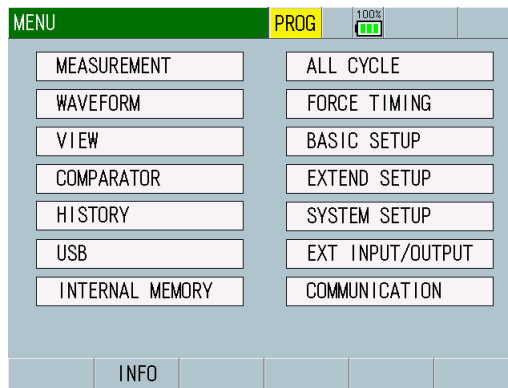 MENU PROG 100%
MEASUREMENT
WAVEFORM
VIEW
COMPARATOR
HISTORY
USB
INTERNAL MEMORY
ALL CYCLE
FORCE TIMING
BASIC SETUP
EXTEND SETUP
SYSTEM SETUP
EXT INPUT/OUTPUT
COMMUNICATION
INFO